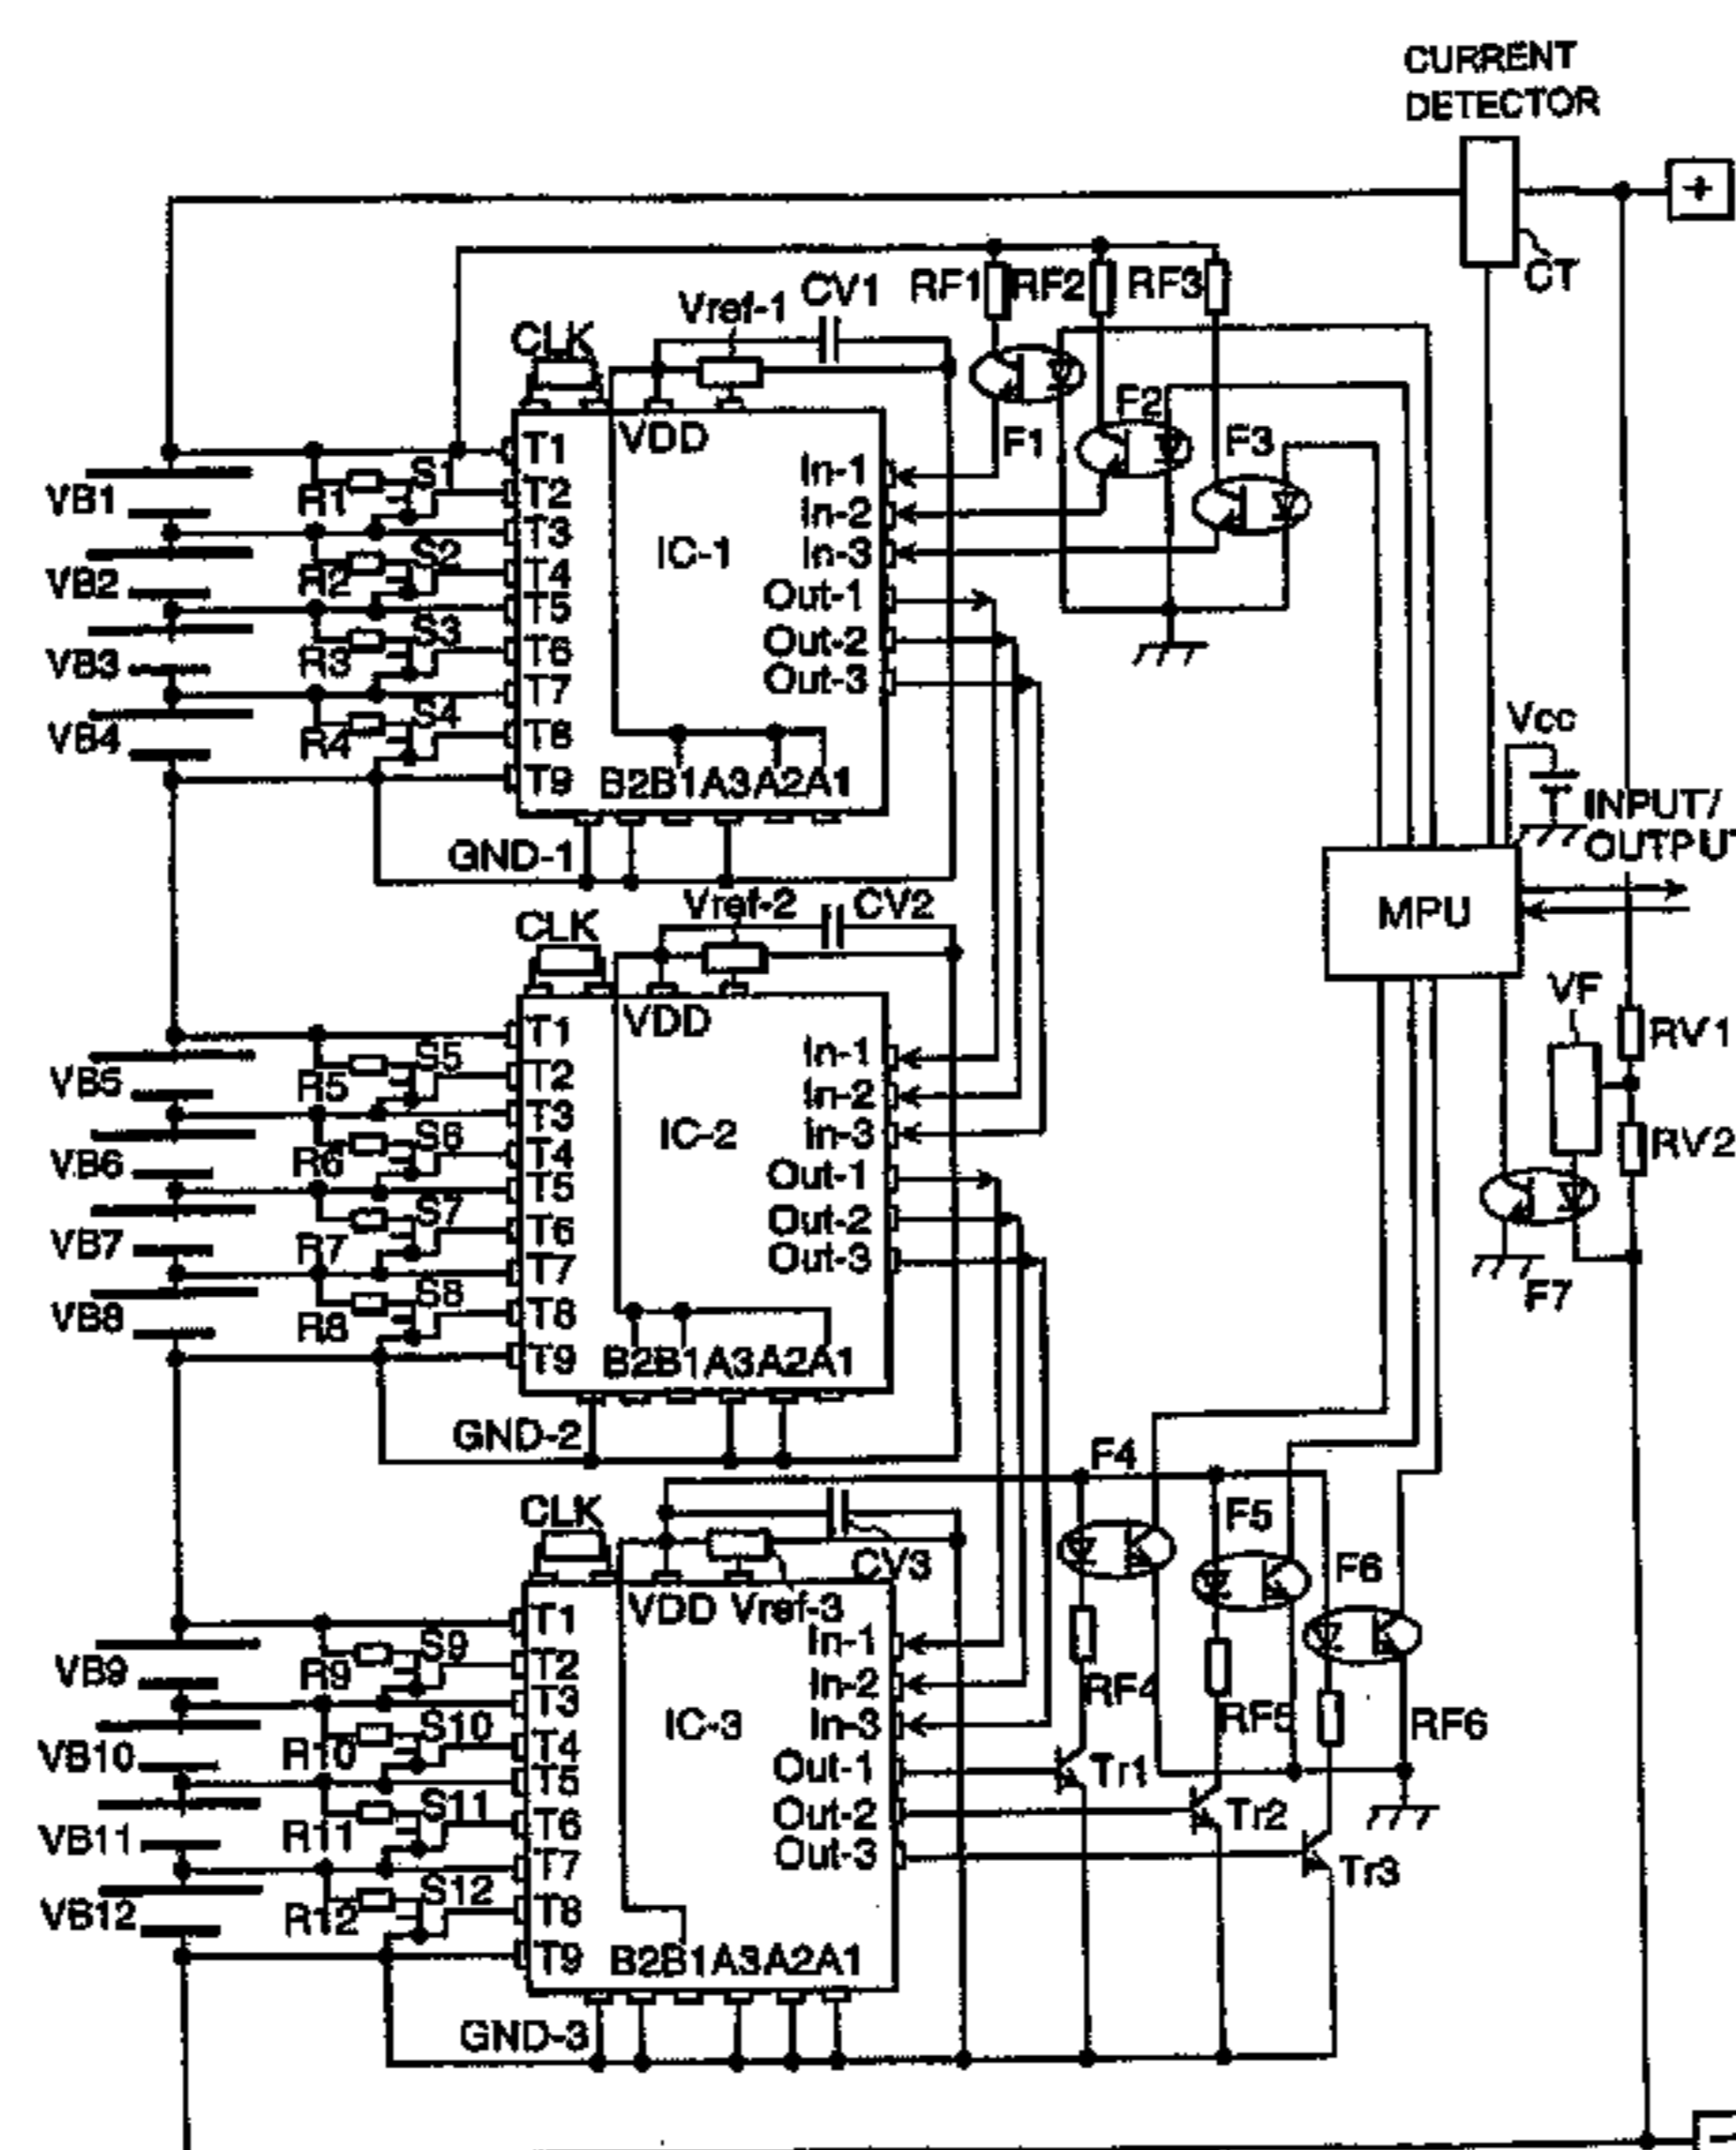 CURRENT
DETECTOR
+
CT
RF1
RF2
RF3
CV1
Vref-1
CLK
F1
F2
F3
VDD
T1
T2
T3
T4
T5
T6
T7
T8
T9
In-1
In-2
In-3
Out-1
Out-2
Out-3
IC-1
B2B1A3A2A1
GND-1
VB1
VB2
VB3
VB4
R1
R2
R3
R4
S1
S2
S3
S4
Vcc
INPUT/
OUTPUT
MPU
VF
RV1
RV2
F7
Vref-2
CV2
CLK
VDD
T1
T2
T3
T4
T5
T6
T7
T8
T9
In-1
In-2
In-3
Out-1
Out-2
Out-3
IC-2
B2B1A3A2A1
GND-2
VB5
VB6
VB7
VB8
R5
R6
R7
R8
S5
S6
S7
S8
F4
F5
F6
CLK
CV3
VDD
Vref-3
T1
T2
T3
T4
T5
T6
T7
T8
T9
In-1
In-2
In-3
Out-1
Out-2
Out-3
IC-3
B2B1A3A2A1
GND-3
VB9
VB10
VB11
VB12
R9
R10
R11
R12
S9
S10
S11
S12
RF4
RF5
RF6
Tr1
Tr2
Tr3